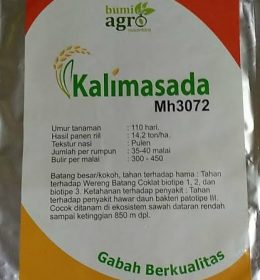 bumi
agro
Kalimasada
Mh3072
Umur tanaman : 110 hari.
Hasil panen riil : 14,2 ton/ha.
Tekstur nasi : Pulen
Jumlah per rumpun : 35-40 malai
Bulir per malai : 300 - 450
Batang besar/kokoh, tahan terhadap hama : Tahan
terhadap Wereng Batang Coklat biotipe 1, 2, dan
biotipe 3. Ketahanan terhadap penyakit : Tahan
terhadap penyakit hawar daun bakteri patotipe III.
Cocok ditanam di ekosistem sawah dataran rendah
sampai ketinggian 850 m dpl.
Gabah Berkualitas